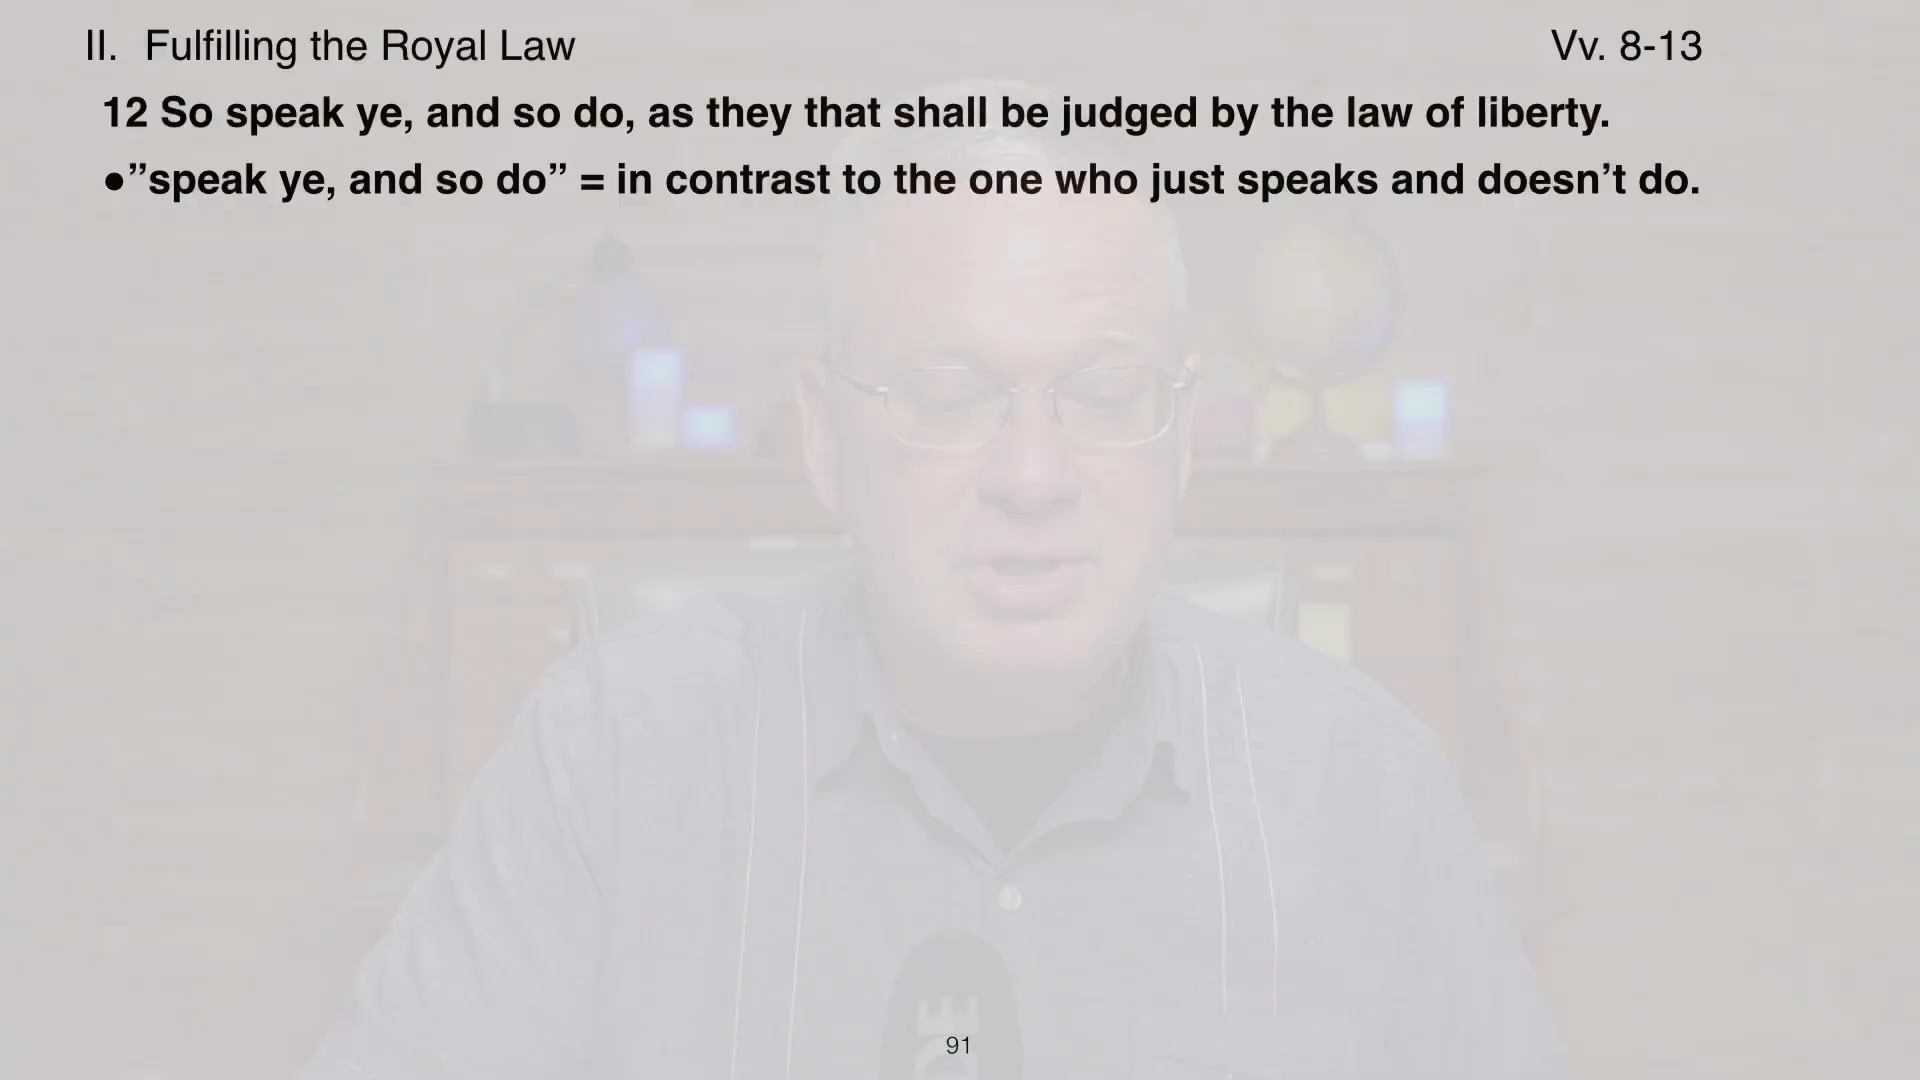 II. Fulfilling the Royal Law Vv. 8-13
12 So speak ye, and so do, as they that shall be judged by the law of liberty.
●”speak ye, and so do” = in contrast to the one who just speaks and doesn’t do.
91